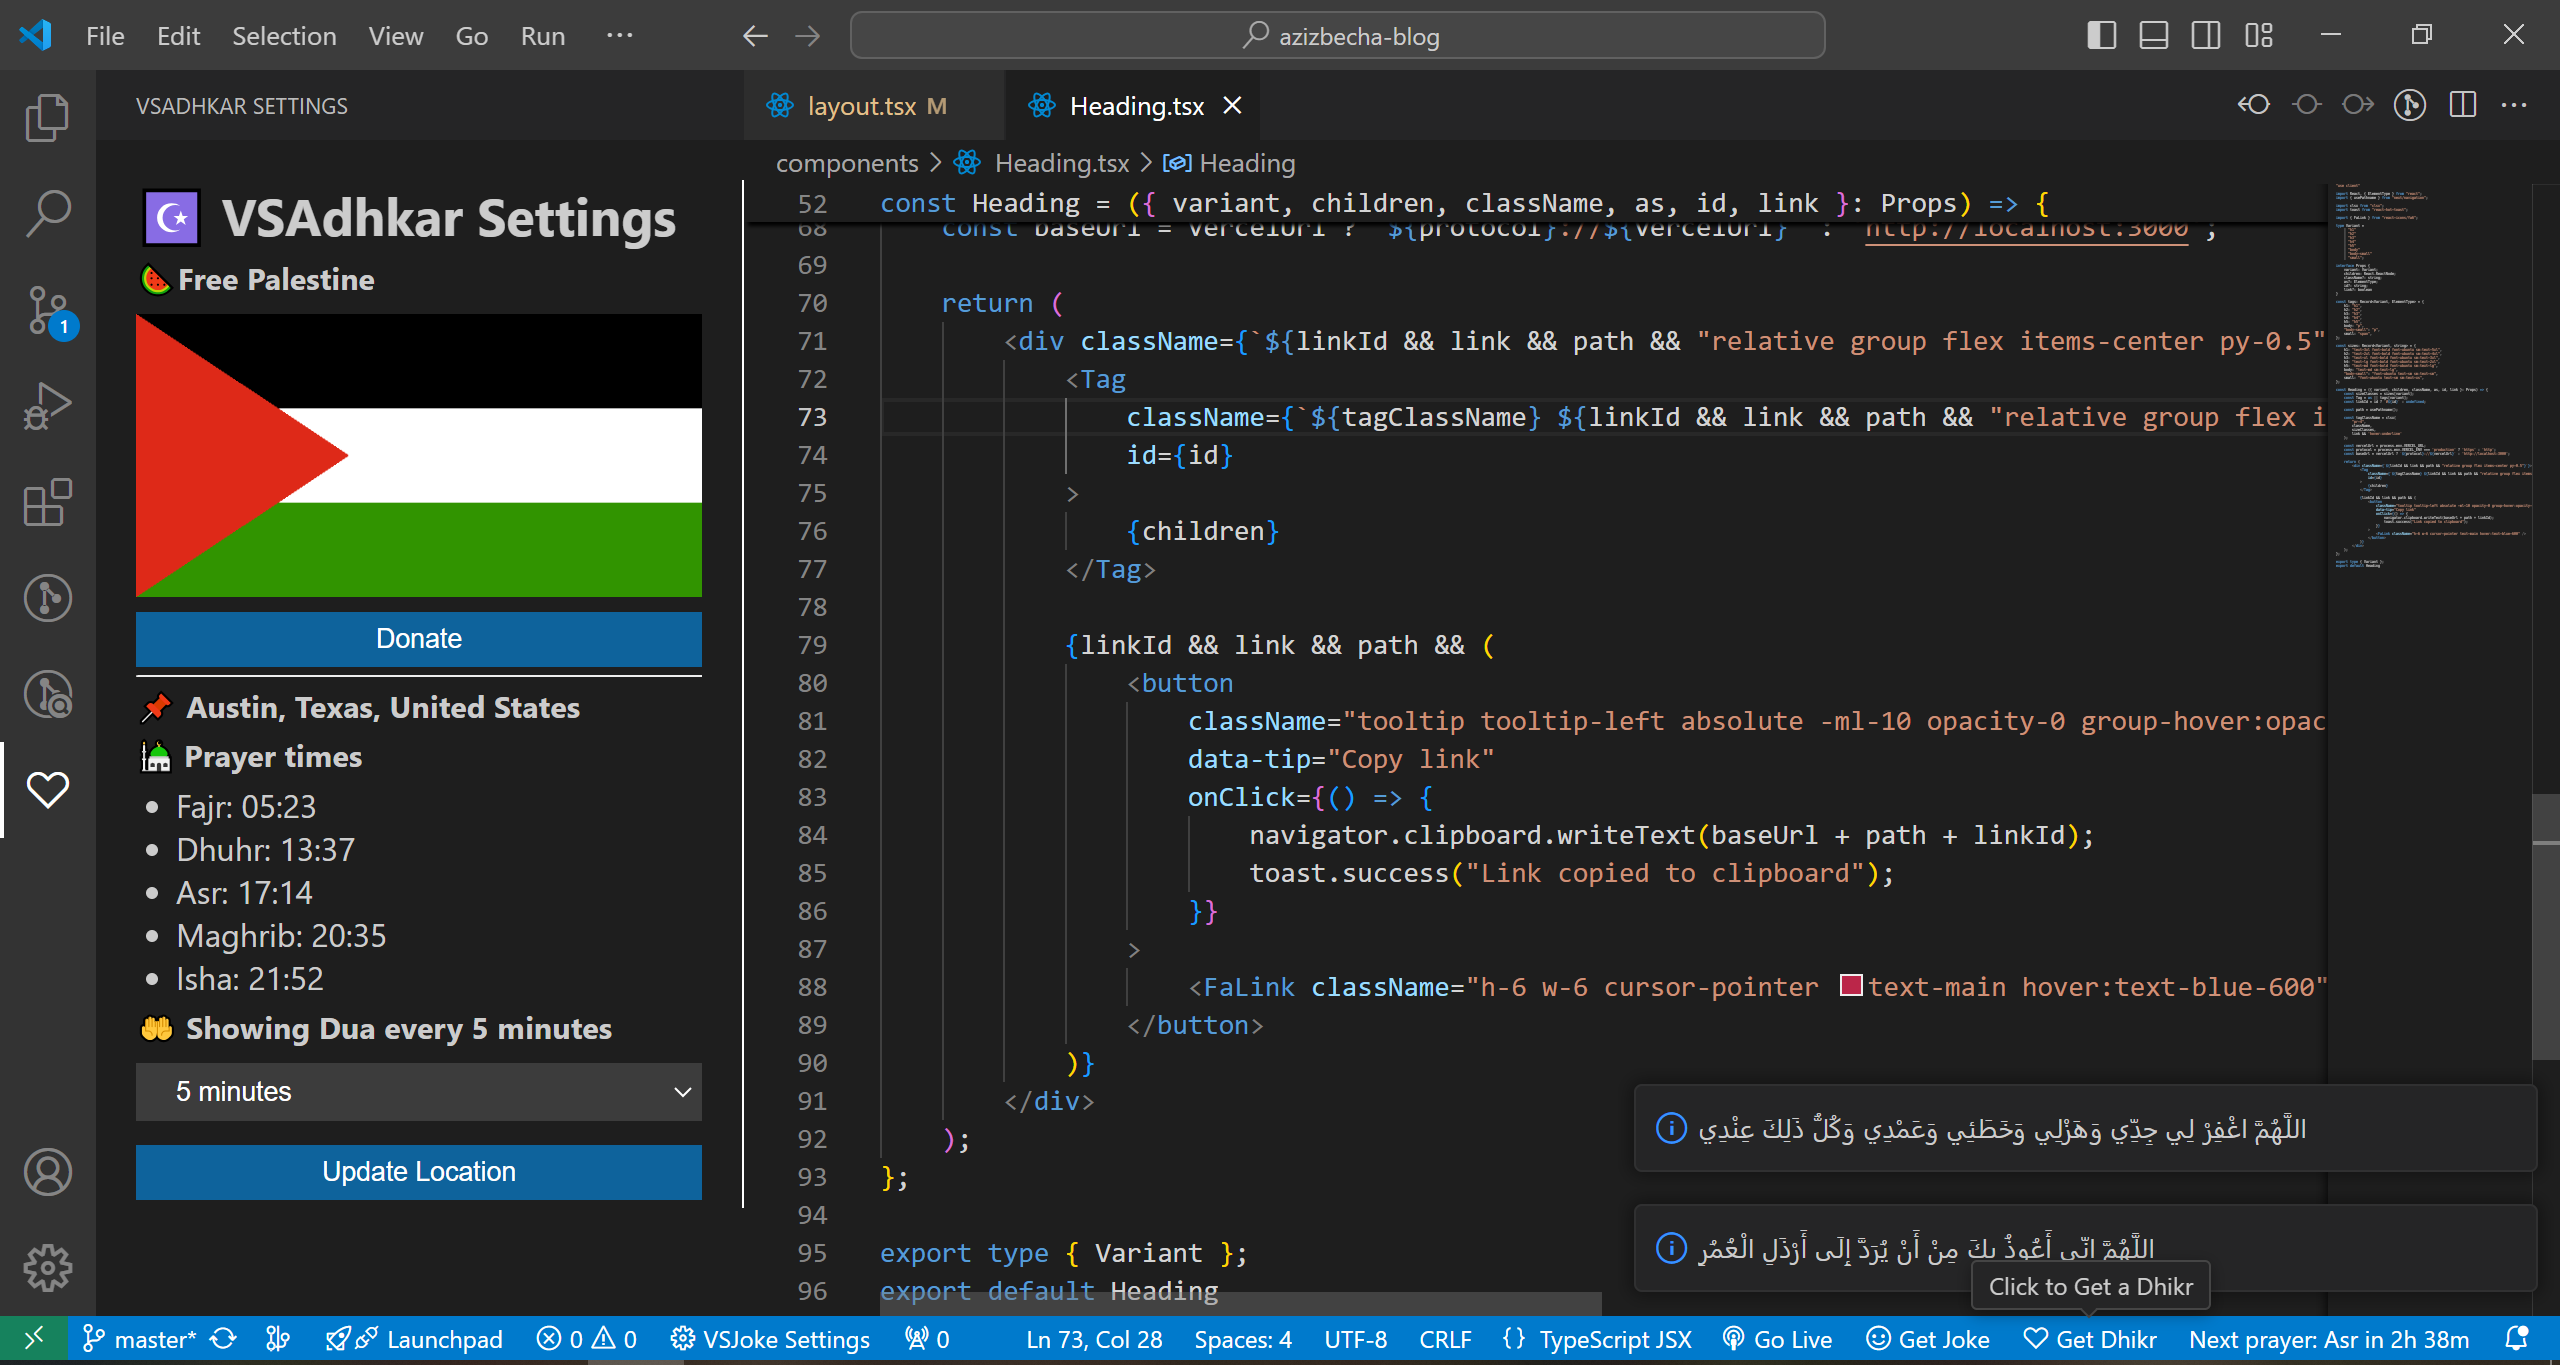 File Edit Selection View Go Run ···
azizbecha-blog
VSADHKAR SETTINGS
layout.tsx M
Heading.tsx
components > Heading.tsx > Heading
VSAdhkar Settings
🍉 Free Palestine
Donate
📌 Austin, Texas, United States
🕌 Prayer times
• Fajr: 05:23
• Dhuhr: 13:37
• Asr: 17:14
• Maghrib: 20:35
• Isha: 21:52
🤲 Showing Dua every 5 minutes
5 minutes
Update Location
1
52 const Heading = ({ variant, children, className, as, id, link }: Props) => {
68 const baseUrl = vercelUrl ? `${protocol}://${vercelUrl}` : `http://localhost:3000`;
69
70 return (
71 <div className={`${linkId && link && path && "relative group flex items-center py-0.5"
72 <Tag
73 className={`${tagClassName} ${linkId && link && path && "relative group flex i
74 id={id}
75 >
76 {children}
77 </Tag>
78
79 {linkId && link && path && (
80 <button
81 className="tooltip tooltip-left absolute -ml-10 opacity-0 group-hover:opac
82 data-tip="Copy link"
83 onClick={() => {
84 navigator.clipboard.writeText(baseUrl + path + linkId);
85 toast.success("Link copied to clipboard");
86 }}
87 >
88 <FaLink className="h-6 w-6 cursor-pointer text-main hover:text-blue-600"
89 </button>
90 )}
91 </div>
92 );
93 };
94
95 export type { Variant };
96 export default Heading
اللَّهُمَّ اغْفِرْ لِي جِدِّي وَهَزْلِي وَخَطَئِي وَعَمْدِي وَكُلُّ ذَلِكَ عِنْدِي
اللَّهُمَّ إِنِّي أَعُوذُ بِكَ مِنْ أَنْ يُرَدَّ إِلَى أَرْذَلِ الْعُمُرِ
Click to Get a Dhikr
master* Launchpad 0 0 VSJoke Settings 0 Ln 73, Col 28 Spaces: 4 UTF-8 CRLF {} TypeScript JSX Go Live Get Joke Get Dhikr Next prayer: Asr in 2h 38m